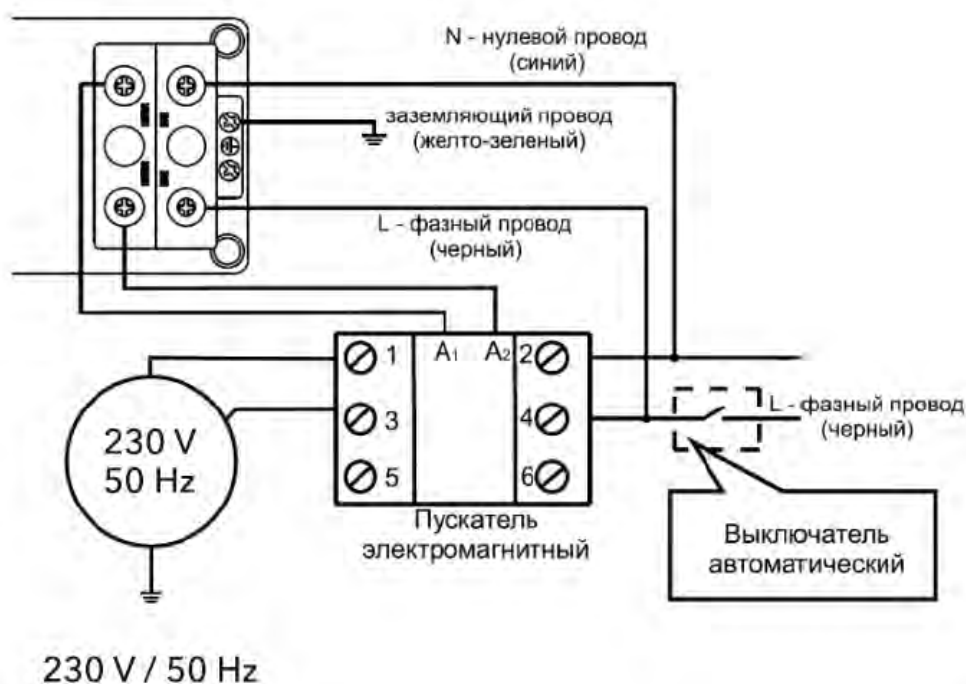 N - нулевой провод
(синий)
заземляющий провод
(желто-зеленый)
L - фазный провод
(черный)
1 A1 A2 2
3 4
5 6
L - фазный провод
(черный)
230 V
50 Hz
Пускатель
электромагнитный
Выключатель
автоматический
230 V / 50 Hz